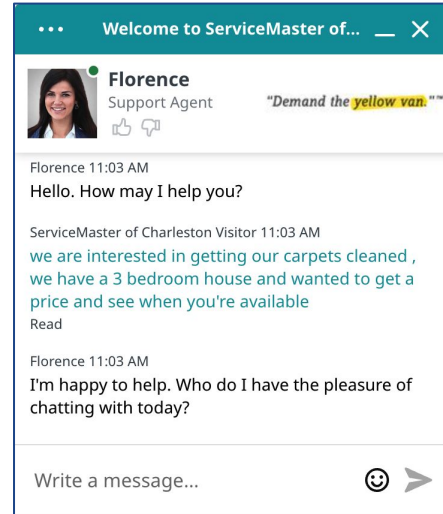 Welcome to ServiceMaster of...
Florence
Support Agent
"Demand the yellow van."™
Florence 11:03 AM
Hello. How may I help you?
ServiceMaster of Charleston Visitor 11:03 AM
we are interested in getting our carpets cleaned ,
we have a 3 bedroom house and wanted to get a
price and see when you're available
Read
Florence 11:03 AM
I'm happy to help. Who do I have the pleasure of
chatting with today?
Write a message...